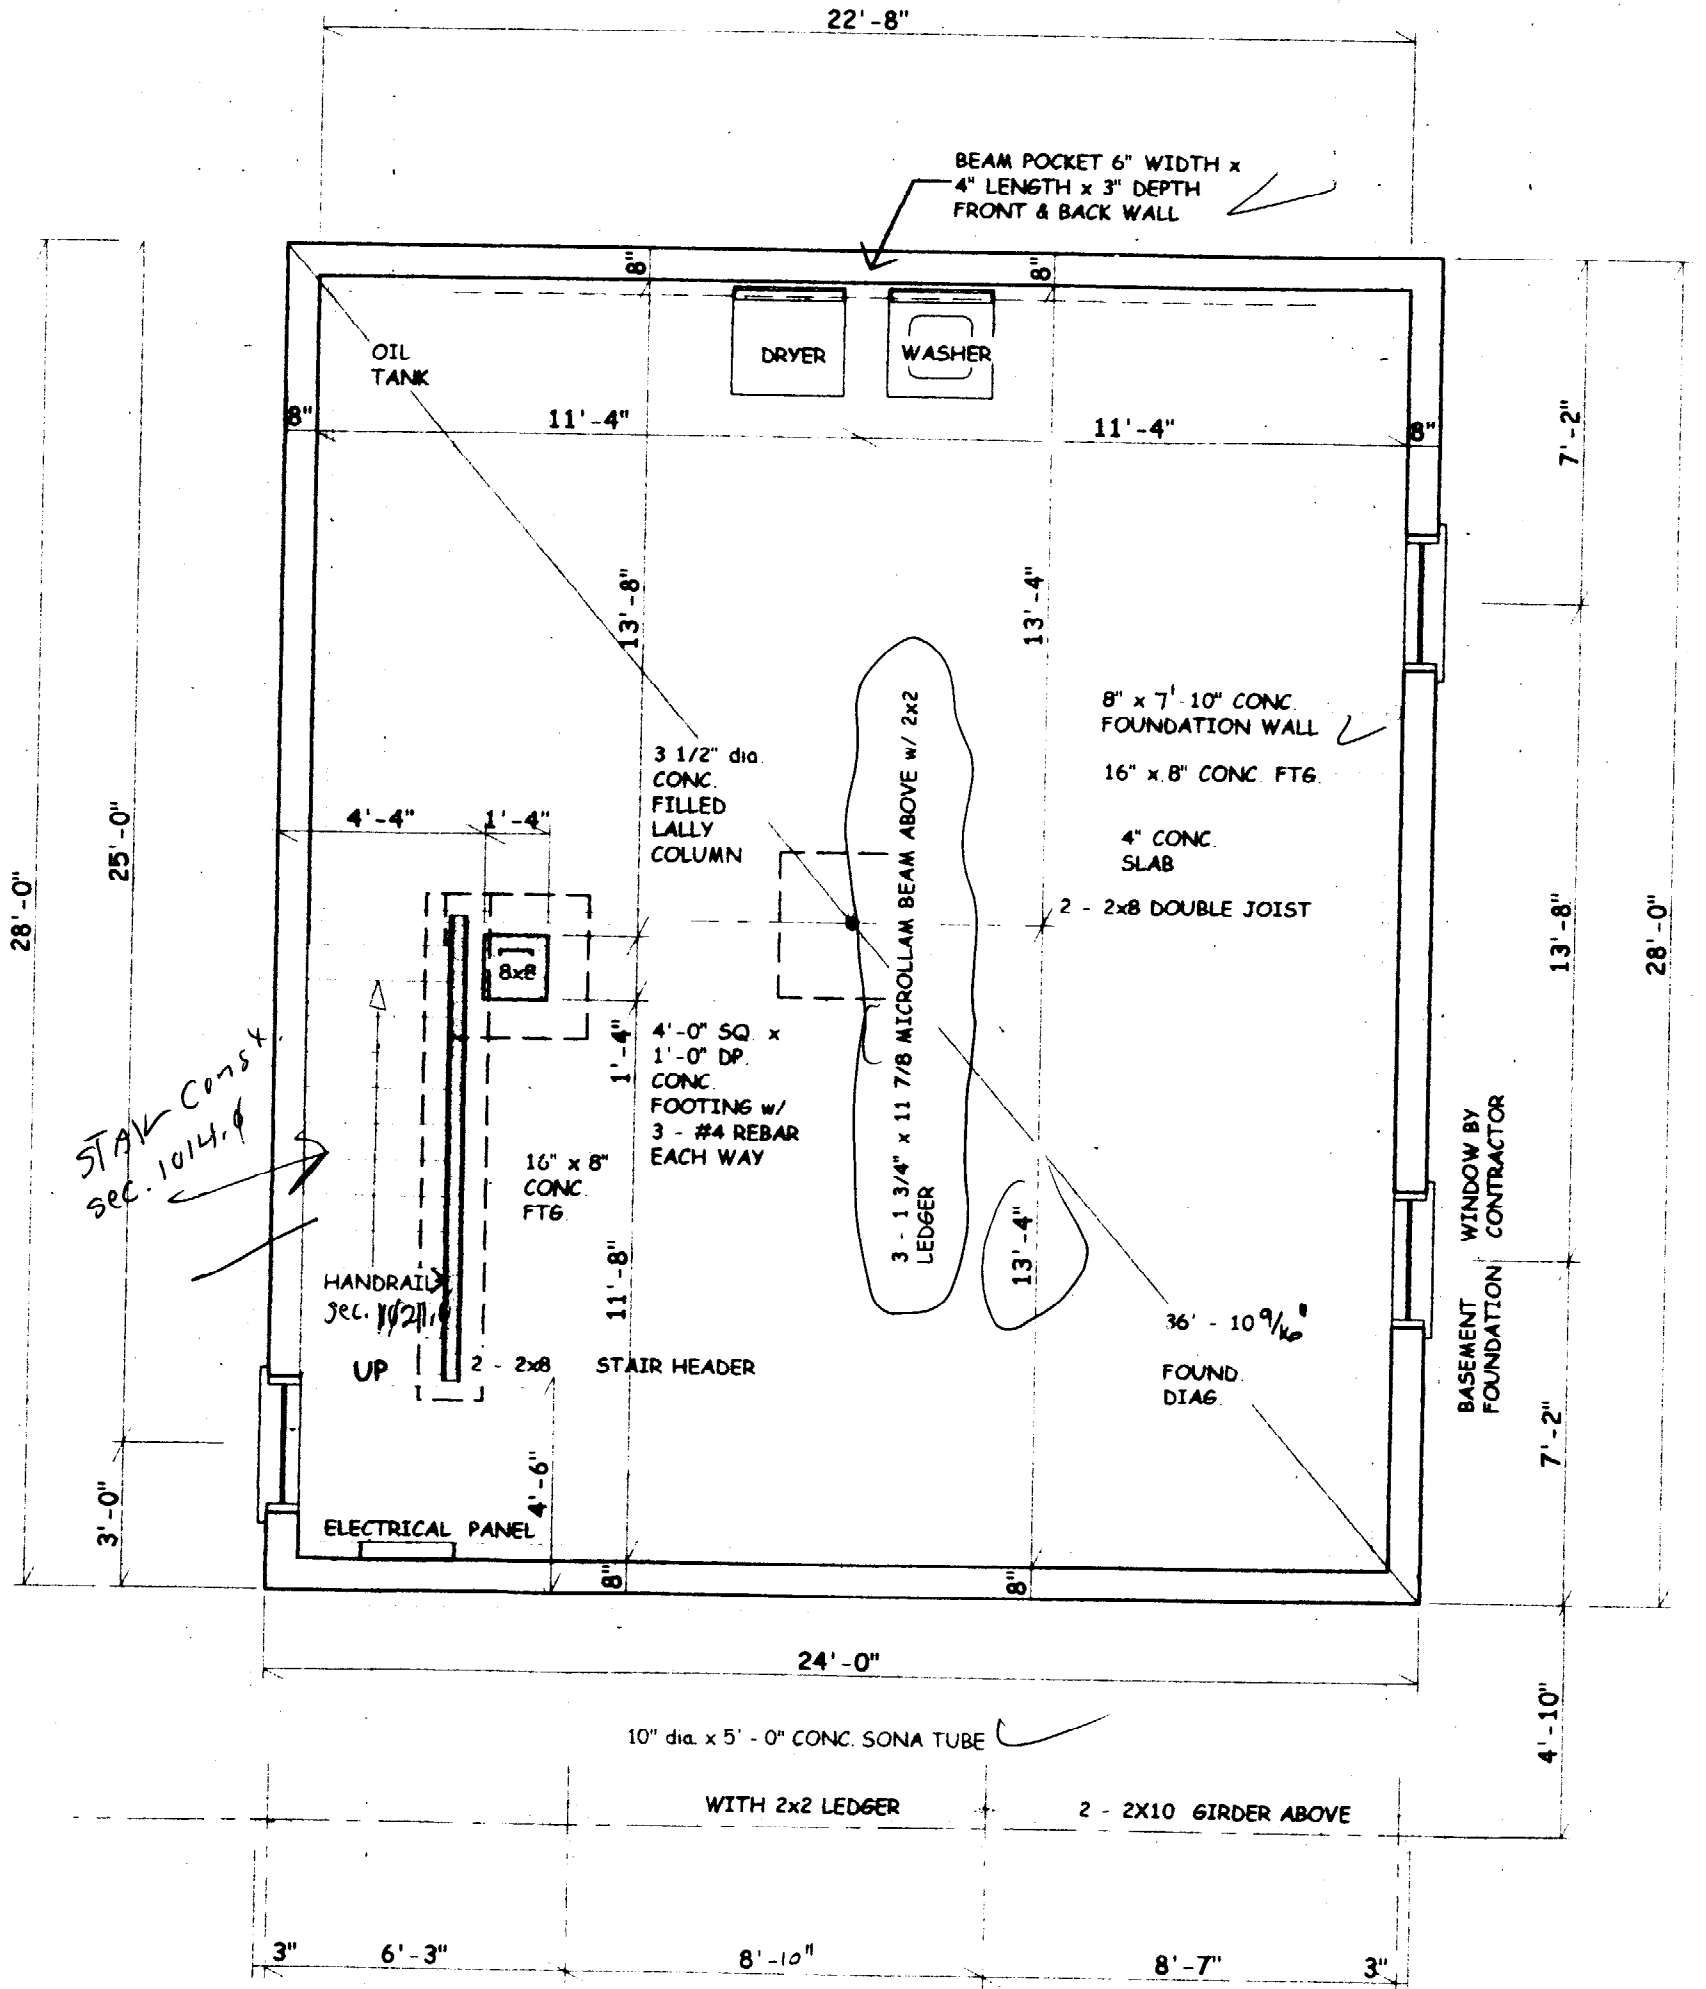 22'-8"
BEAM POCKET 6" WIDTH x
4" LENGTH x 3" DEPTH
FRONT & BACK WALL
8"
8"
OIL
TANK
DRYER
WASHER
8"
11'-4"
11'-4"
8"
7'-2"
13'-8"
13'-4"
8" x 7'-10" CONC.
FOUNDATION WALL
16" x 8" CONC. FTG.
4" CONC.
SLAB
2 - 2x8 DOUBLE JOIST
3 1/2" dia.
CONC.
FILLED
LALLY
COLUMN
3 - 1 3/4" x 11 7/8 MICROLLAM BEAM ABOVE w/ 2x2
LEDGER
4'-4"
1'-4"
25'-0"
28'-0"
8x8
13'-8"
28'-0"
STAIR Const.
sec. 1014.0
1'-4"
4'-0" SQ. x
1'-0" DP.
CONC.
FOOTING w/
3 - #4 REBAR
EACH WAY
16" x 8"
CONC.
FTG.
11'-8"
13'-4"
HANDRAIL
sec. 1021.0
UP
2 - 2x8 STAIR HEADER
36' - 10 9/16"
FOUND.
DIAG.
BASEMENT WINDOW BY
FOUNDATION CONTRACTOR
7'-2"
4'-6"
3'-0"
ELECTRICAL PANEL
8"
8"
24'-0"
4'-10"
10" dia. x 5' - 0" CONC. SONA TUBE
WITH 2x2 LEDGER
2 - 2X10 GIRDER ABOVE
3"
6'-3"
8'-10"
8'-7"
3"